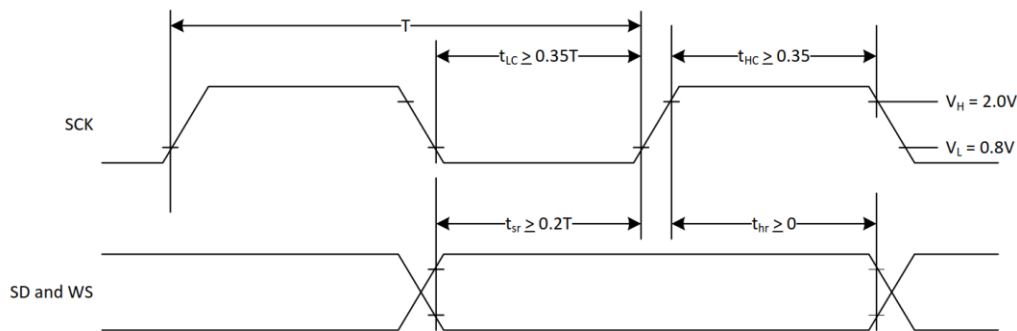 T
tLC ≥ 0.35T
tHC ≥ 0.35
SCK
VH = 2.0V
VL = 0.8V
tsr ≥ 0.2T
thr ≥ 0
SD and WS